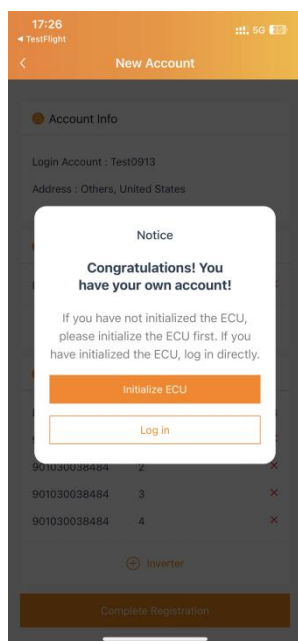 17:26
5G
◄ TestFlight
New Account
Account Info
Login Account : Test0913
Address : Others, United States
Notice
Congratulations! You
have your own account!
If you have not initialized the ECU,
please initialize the ECU first. If you
have initialized the ECU, log in directly.
Initialize ECU
Log in
901030038484 2 ×
901030038484 3 ×
901030038484 4 ×
Inverter
Complete Registration